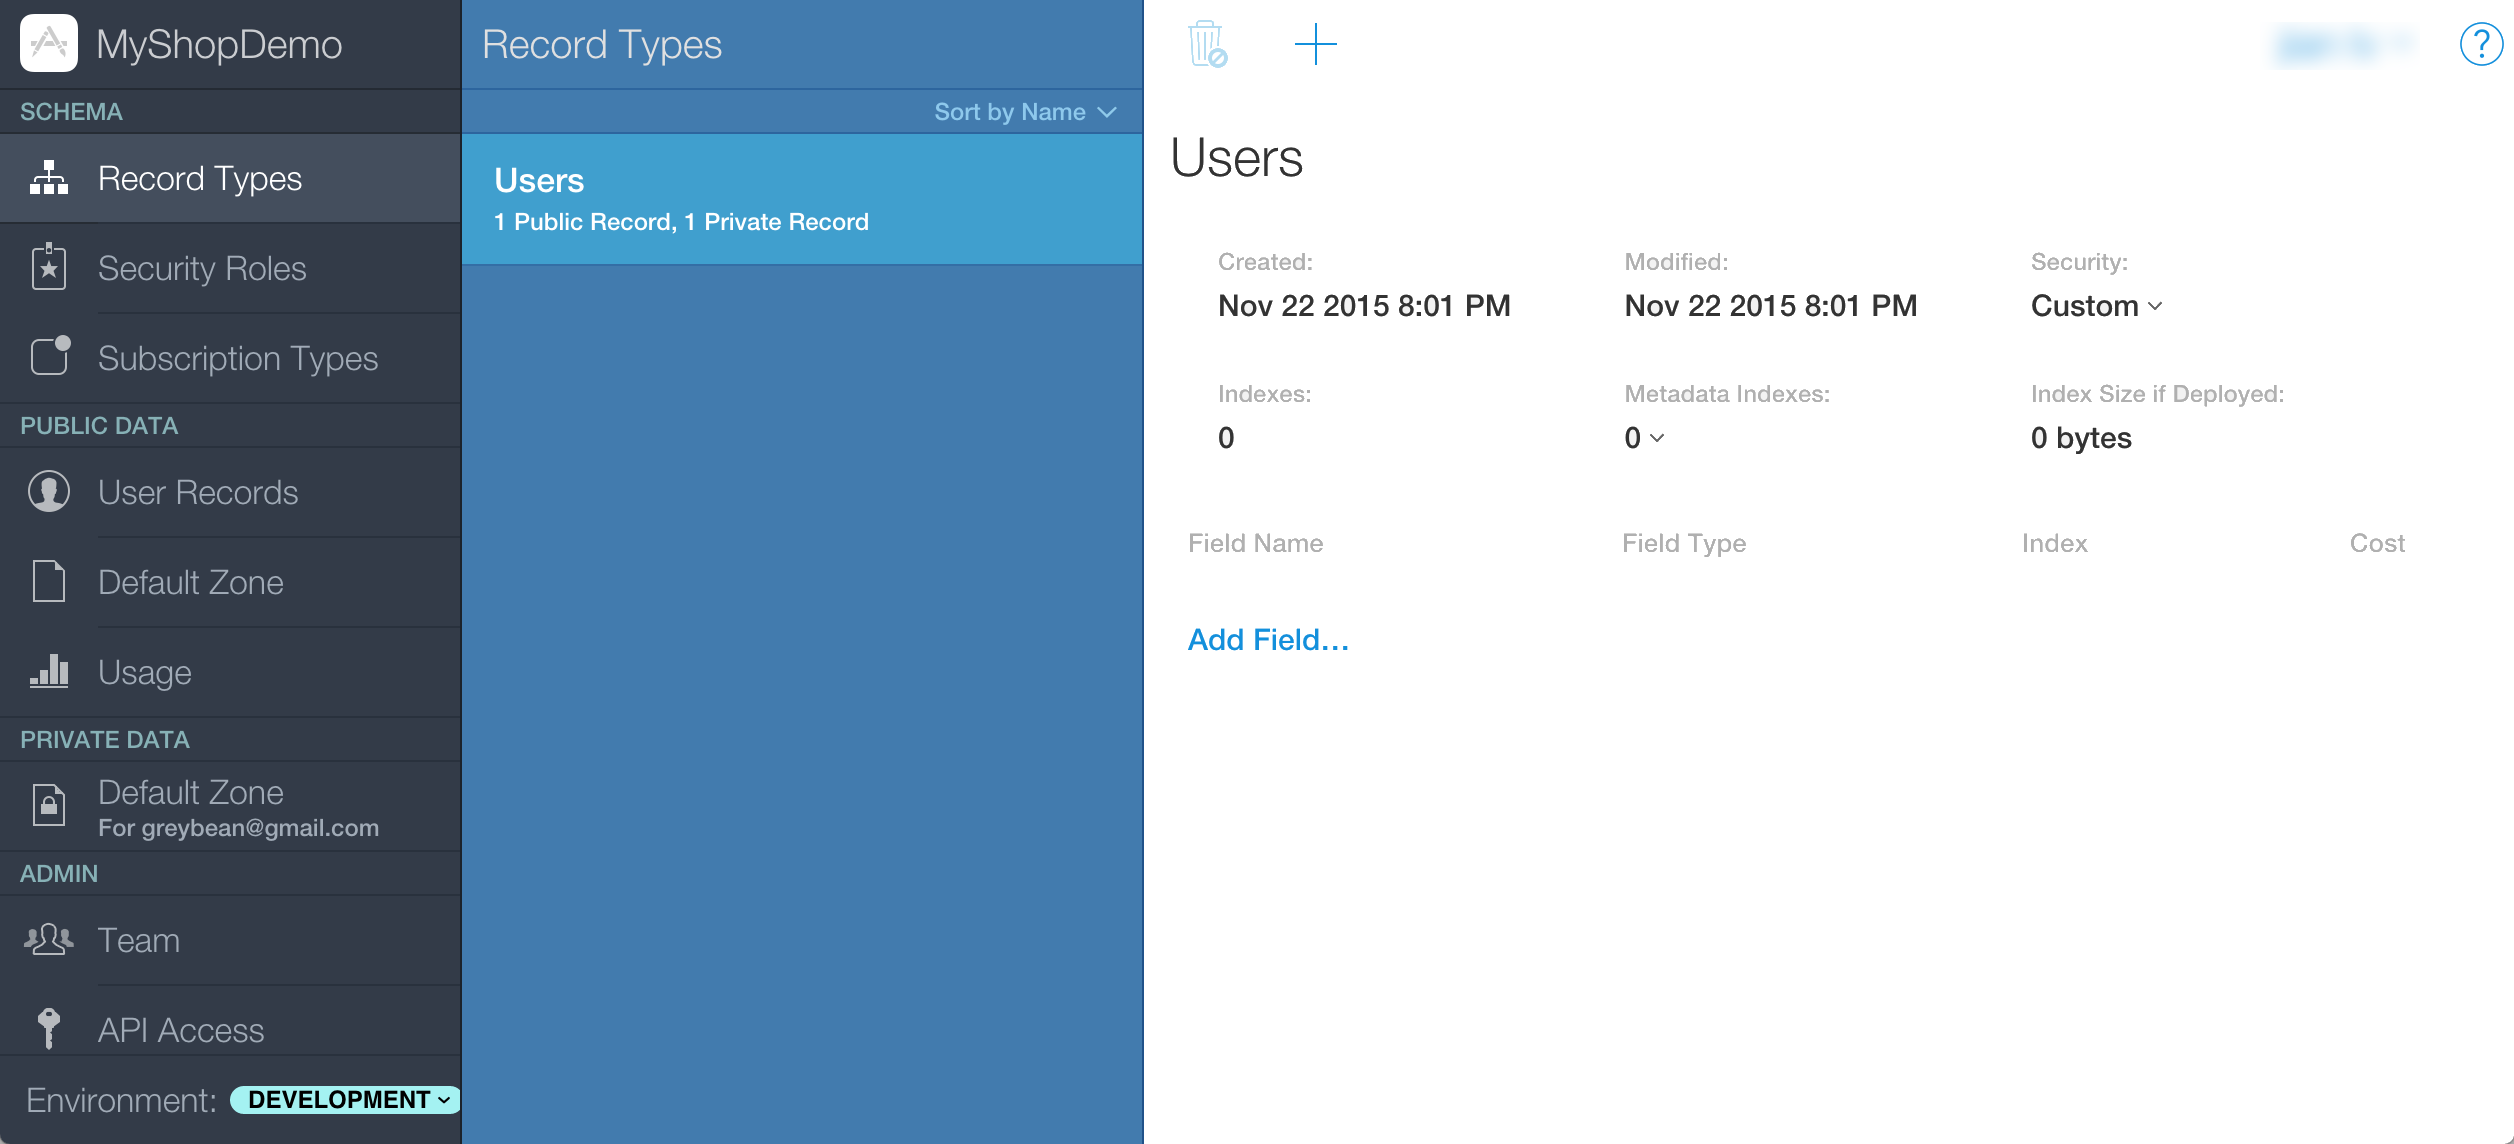 MyShopDemo
SCHEMA
Record Types
Security Roles
Subscription Types
PUBLIC DATA
User Records
Default Zone
Usage
PRIVATE DATA
Default Zone
For greybean@gmail.com
ADMIN
Team
API Access
Environment: DEVELOPMENT
Record Types
Sort by Name
Users
1 Public Record, 1 Private Record
?
Users
Created: Modified: Security:
Nov 22 2015 8:01 PM Nov 22 2015 8:01 PM Custom
Indexes: Metadata Indexes: Index Size if Deployed:
0 0 0 bytes
Field Name Field Type Index Cost
Add Field...